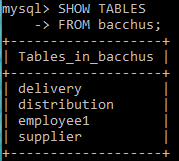 mysql> SHOW TABLES
    -> FROM bacchus;
+-------------------+
| Tables_in_bacchus |
+-------------------+
| delivery          |
| distribution      |
| employee1         |
| supplier          |
+-------------------+